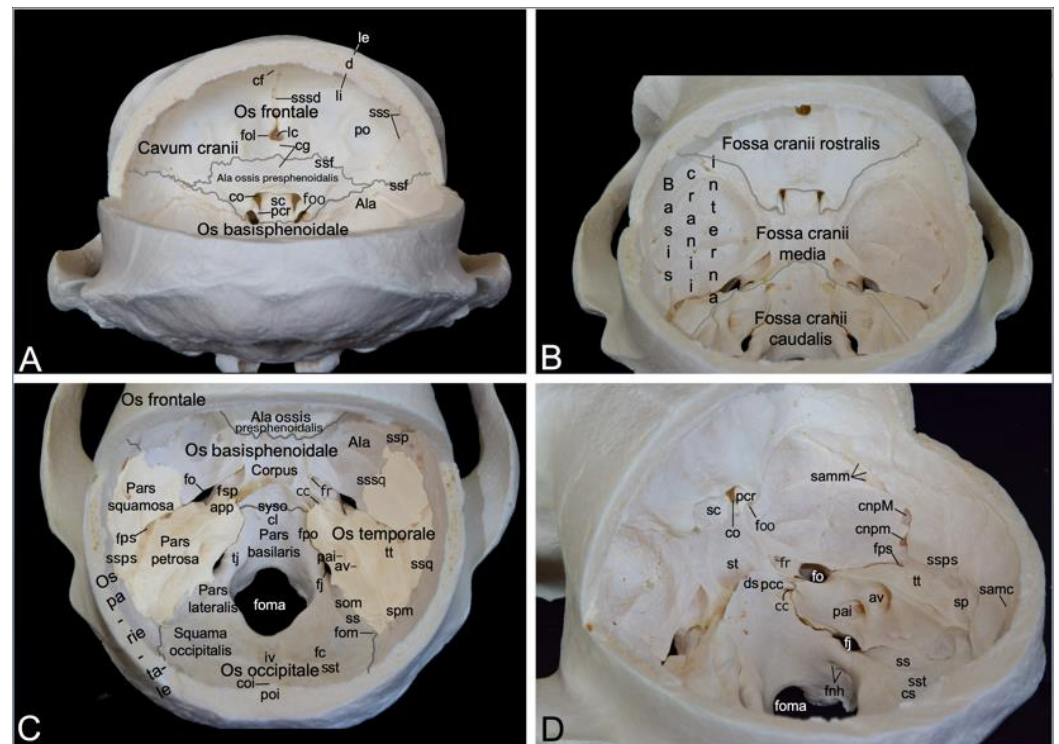 le
d
cf
li
sssd
Os frontale
sss
po
fol
lc
cg
Cavum cranii
ssf
Ala ossis presphenoidalis
ssf
co
sc
foo
Ala
pcr
Os basisphenoidale
A
Fossa cranii rostralis
Basis
cranii
interna
Fossa cranii
media
Fossa cranii
caudalis
B
Os frontale
Ala ossis
presphenoidalis
Ala
ssp
Os basisphenoidale
Corpus
sssq
Pars
squamosa
fo
fsp
app
cc
fr
syso
cl
Os temporale
fps
Pars
petrosa
Pars
basilaris
fpo
tt
ssps
tj
pai
av
ssq
fj
Os pa-rie-ta-le
Pars
lateralis
foma
som
spm
ss
fom
Squama
occipitalis
iv
fc
Os occipitale
sst
coi
poi
C
samm
pcr
sc
cnpM
foo
co
cnpm
fps
fr
ssps
st
fo
tt
ds
pcc
cc
av
sp
samc
pai
fj
ss
sst
fnh
cs
foma
D